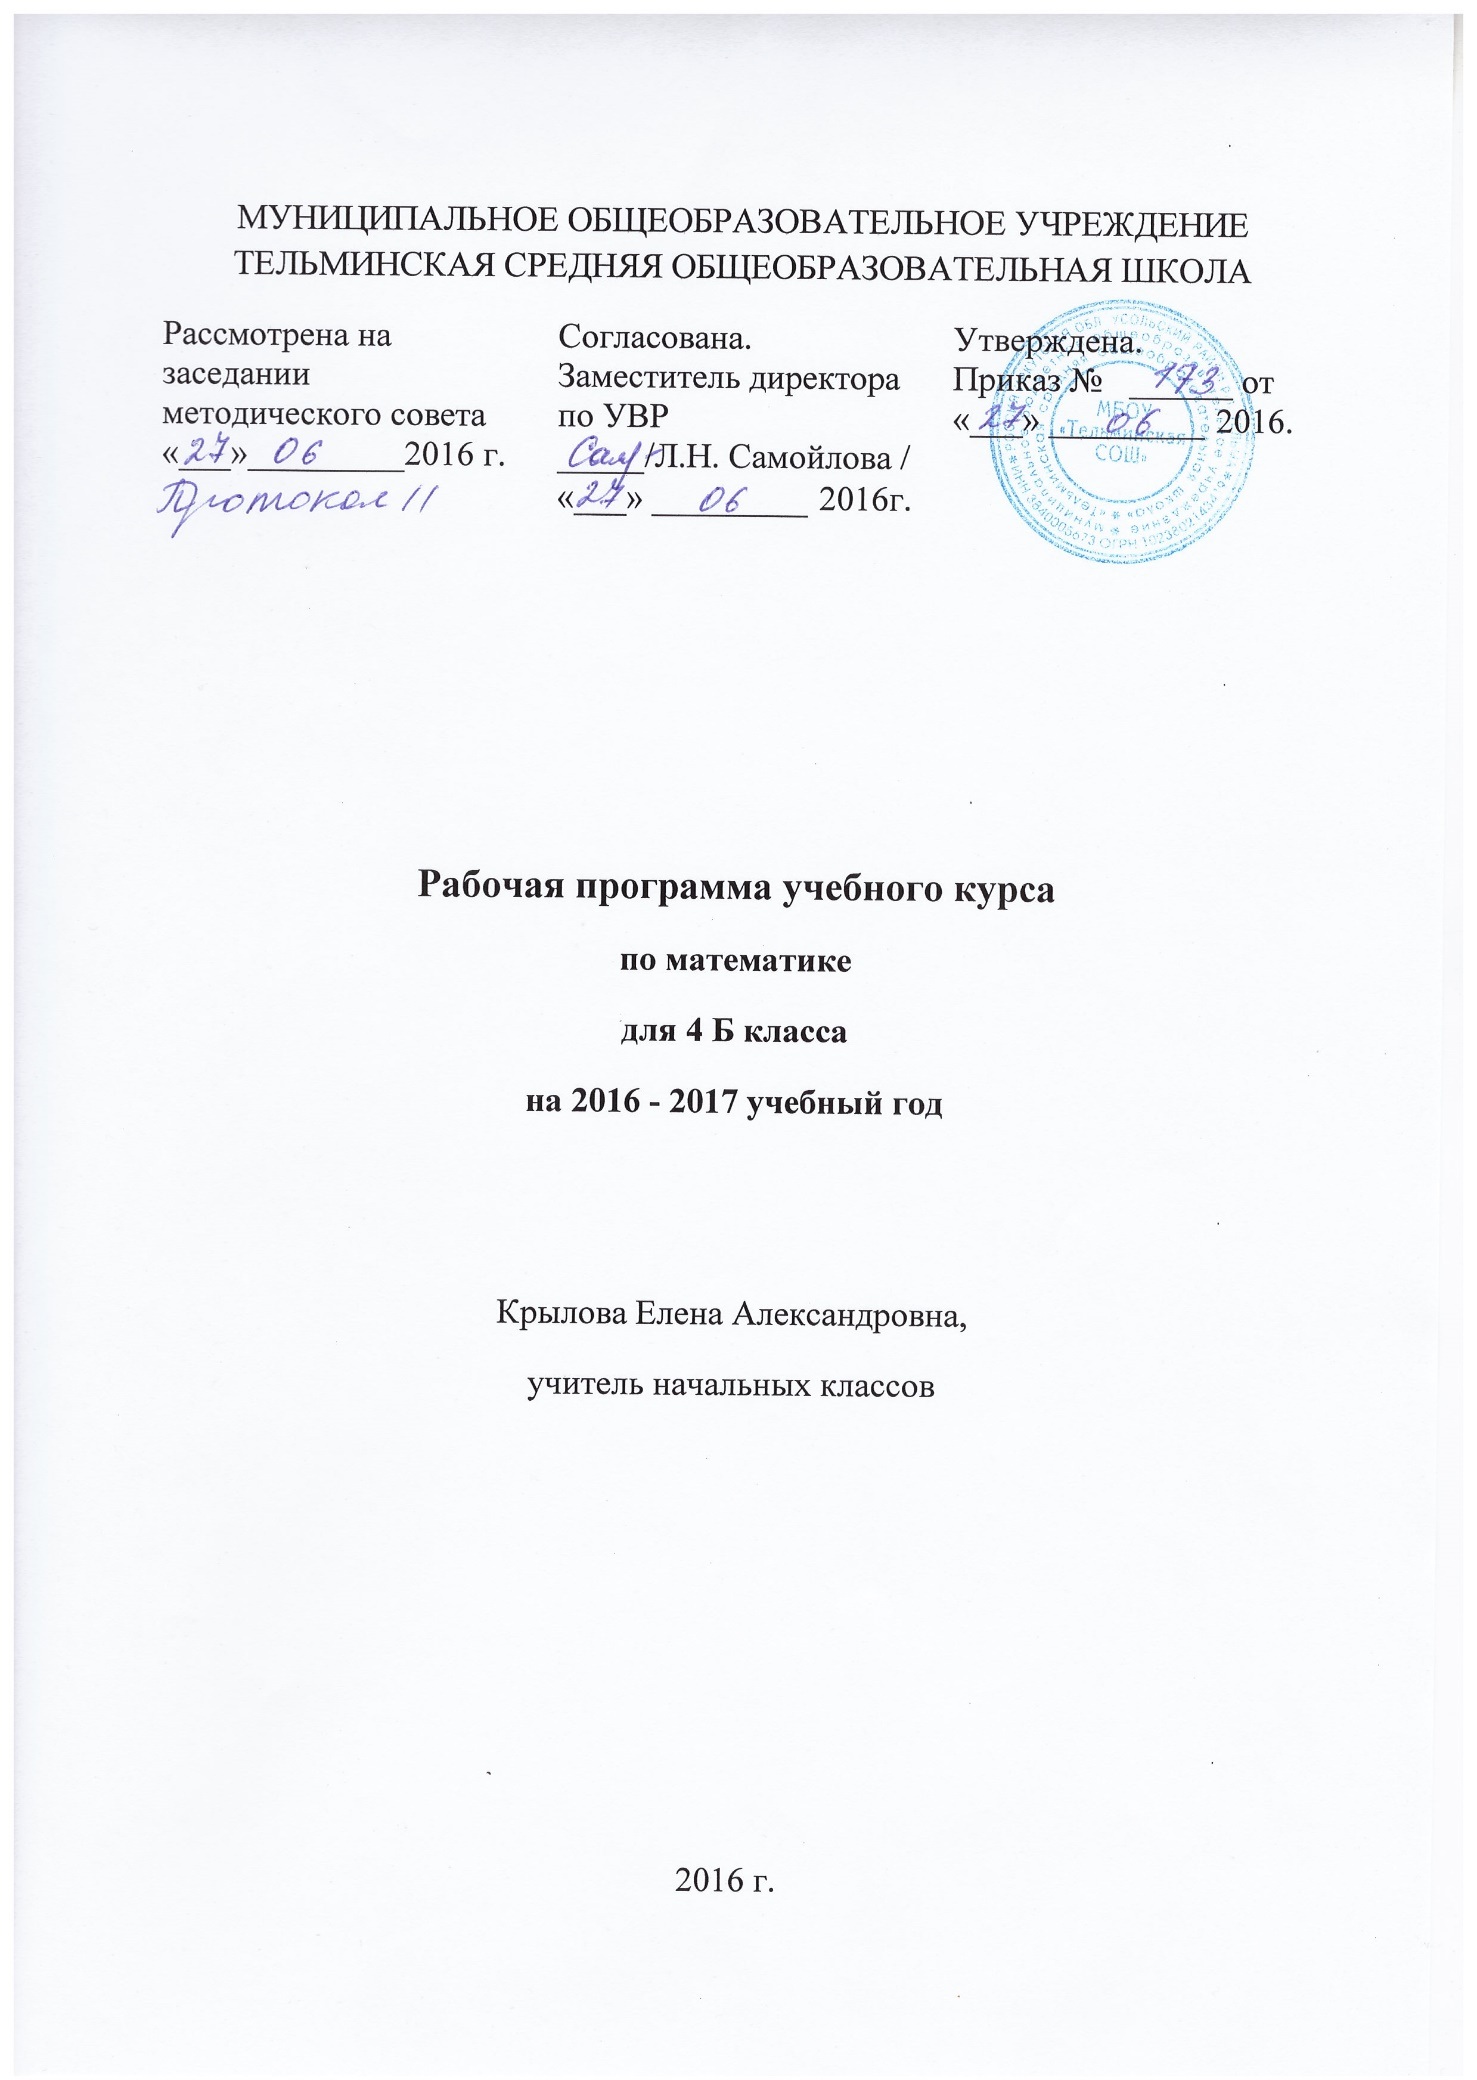 МУНИЦИПАЛЬНОЕ ОБЩЕОБРАЗОВАТЕЛЬНОЕ УЧРЕЖДЕНИЕ
ТЕЛЬМИНСКАЯ СРЕДНЯЯ ОБЩЕОБРАЗОВАТЕЛЬНАЯ ШКОЛА
Рассмотрена на
заседании
методического совета
«27» 06 2016 г.
Протокол 11
Согласована.
Заместитель директора
по УВР
Сам /Л.Н. Самойлова /
«27» 06 2016г.
Утверждена.
Приказ № 173 от
«27» 06 2016.
МБОУ
«Тельминская
СОШ»
Рабочая программа учебного курса
по математике
для 4 Б класса
на 2016 - 2017 учебный год
Крылова Елена Александровна,
учитель начальных классов
2016 г.